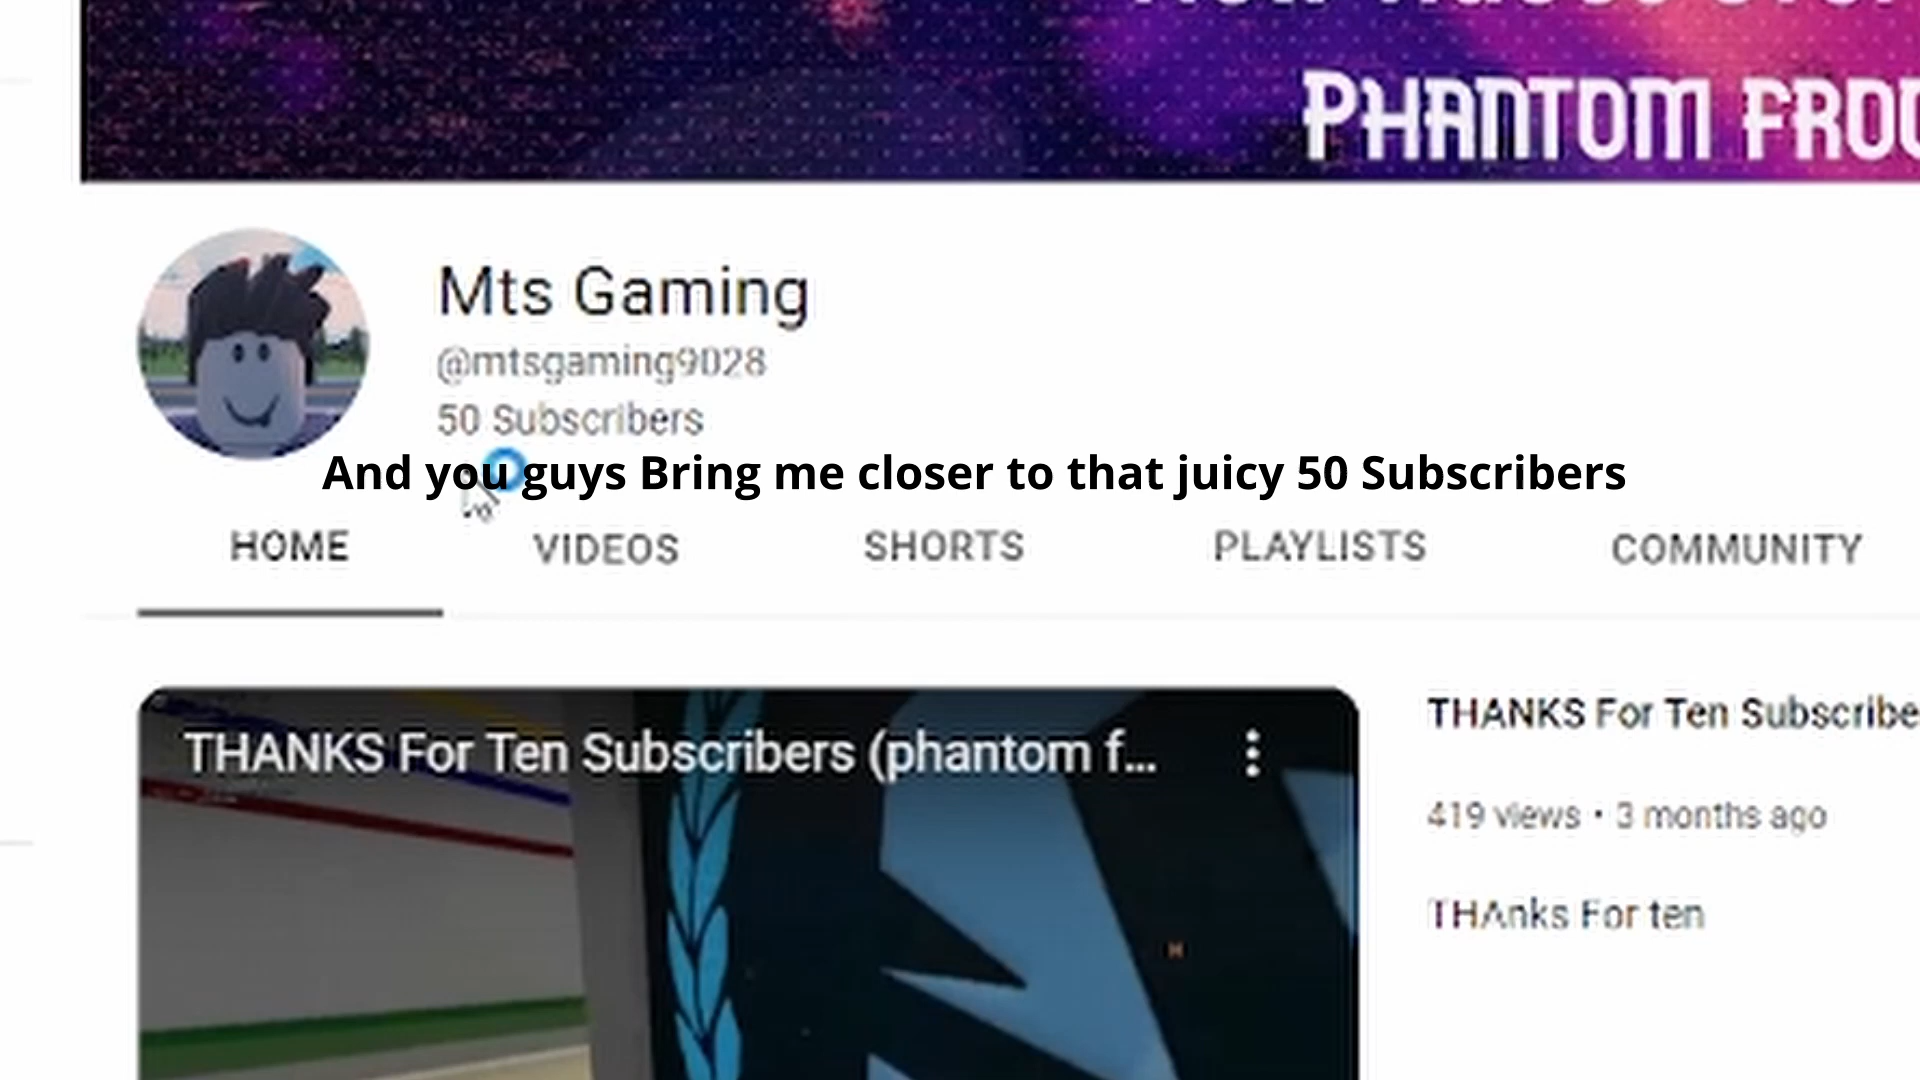 PHANTOM
Mts Gaming
@mtsgaming9028
50 Subscribers
And you guys Bring me closer to that juicy 50 Subscribers
HOME VIDEOS SHORTS PLAYLISTS COMMUNITY
THANKS For Ten Subscribers (phantom f...
THANKS For Ten Subscribe
419 views • 3 months ago
THAnks For ten